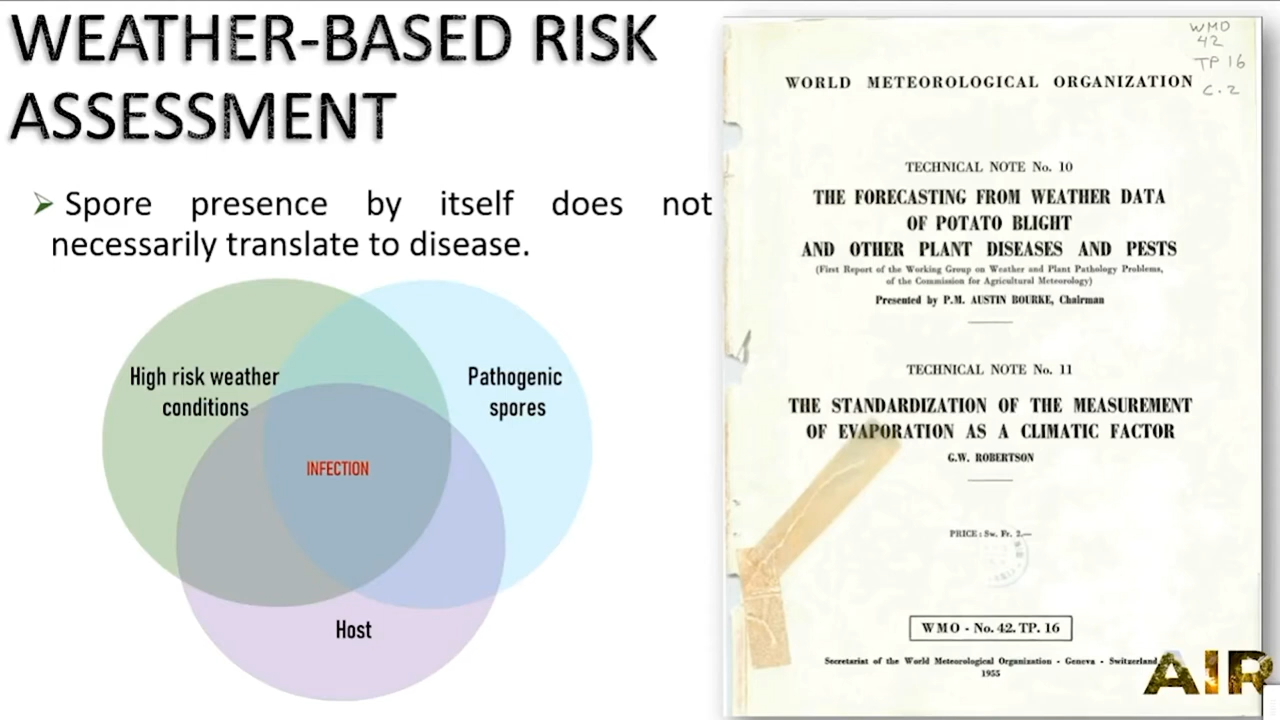 WEATHER-BASED RISK
ASSESSMENT
Spore presence by itself does not
necessarily translate to disease.
High risk weather
conditions
Pathogenic
spores
INFECTION
Host
WMO
42
TP 16
C.2
WORLD METEOROLOGICAL ORGANIZATION
TECHNICAL NOTE No. 10
THE FORECASTING FROM WEATHER DATA
OF POTATO BLIGHT
AND OTHER PLANT DISEASES AND PESTS
(First Report of the Working Group on Weather and Plant Pathology Problems,
of the Commission for Agricultural Meteorology)
Presented by P.M. AUSTIN BOURKE, Chairman
TECHNICAL NOTE No. 11
THE STANDARDIZATION OF THE MEASUREMENT
OF EVAPORATION AS A CLIMATIC FACTOR
G.W. ROBERTSON
PRICE : Sw. Fr. 2.—
WMO - No. 42. TP. 16
Secretariat of the World Meteorological Organization - Geneva - Switzerland
1955
AIR